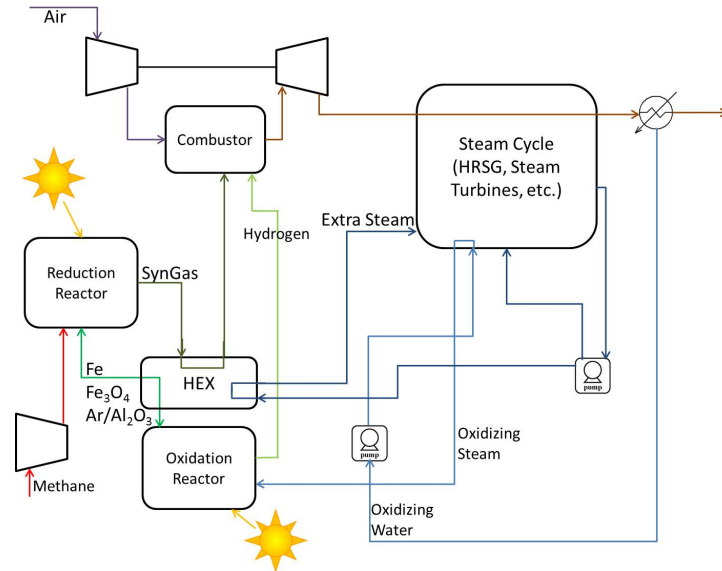 Air
Combustor
Steam Cycle
(HRSG, Steam
Turbines, etc.)
Extra Steam
Hydrogen
Reduction
Reactor
SynGas
Fe
Fe₃O₄
Ar/Al₂O₃
HEX
pump
pump
Oxidation
Reactor
Oxidizing
Steam
Methane
Oxidizing
Water